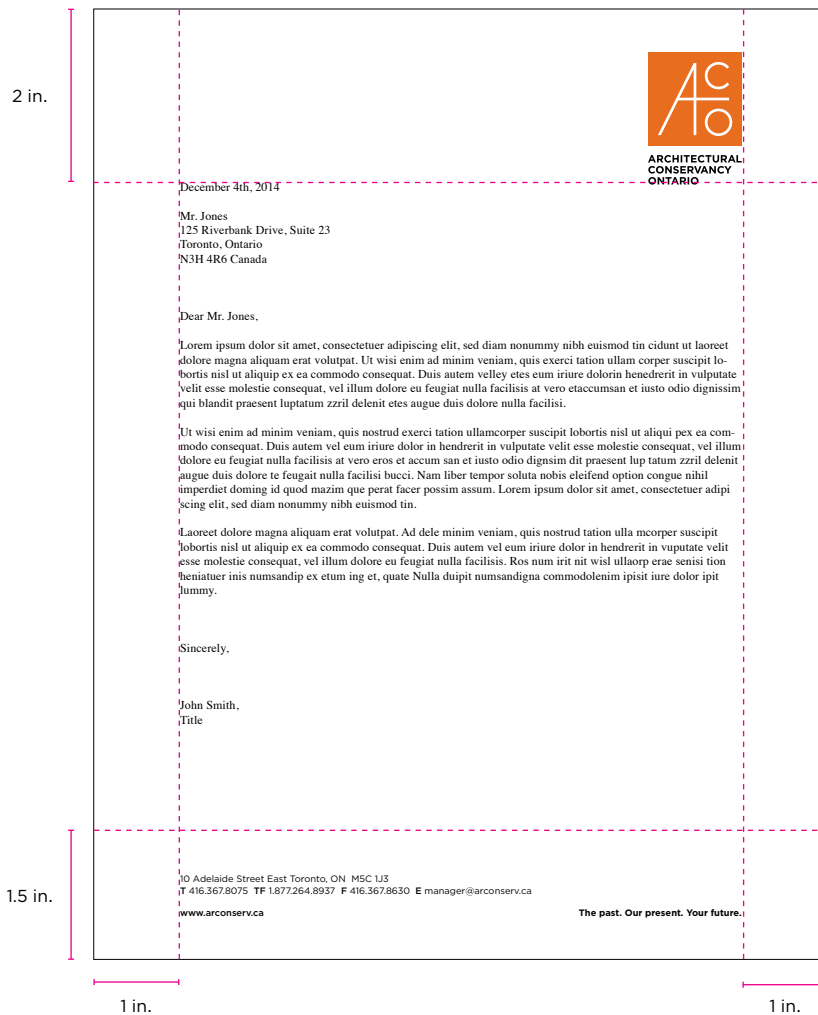 2 in.
ACO
ARCHITECTURAL
CONSERVANCY
ONTARIO
December 4th, 2014
Mr. Jones
125 Riverbank Drive, Suite 23
Toronto, Ontario
N3H 4R6 Canada
Dear Mr. Jones,
Lorem ipsum dolor sit amet, consectetuer adipiscing elit, sed diam nonummy nibh euismod tin cidunt ut laoreet
dolore magna aliquam erat volutpat. Ut wisi enim ad minim veniam, quis exerci tation ullam corper suscipit lo-
bortis nisl ut aliquip ex ea commodo consequat. Duis autem velley etes eum iriure dolorin henedrerit in vulputate
velit esse molestie consequat, vel illum dolore eu feugiat nulla facilisis at vero etaccumsan et iusto odio dignissim
qui blandit praesent luptatum zzril delenit etes augue duis dolore nulla facilisi.
Ut wisi enim ad minim veniam, quis nostrud exerci tation ullamcorper suscipit lobortis nisl ut aliqui pex ea com-
modo consequat. Duis autem vel eum iriure dolor in hendrerit in vulputate velit esse molestie consequat, vel illum
dolore eu feugiat nulla facilisis at vero eros et accum san et iusto odio dignsim dit praesent lup tatum zzril delenit
augue duis dolore te feugait nulla facilisi bucci. Nam liber tempor soluta nobis eleifend option congue nihil
imperdiet doming id quod mazim que perat facer possim assum. Lorem ipsum dolor sit amet, consectetuer adipi
scing elit, sed diam nonummy nibh euismod tin.
Laoreet dolore magna aliquam erat volutpat. Ad dele minim veniam, quis nostrud tation ulla mcorper suscipit
lobortis nisl ut aliquip ex ea commodo consequat. Duis autem vel eum iriure dolor in hendrerit in vuputate velit
esse molestie consequat, vel illum dolore eu feugiat nulla facilisis. Ros num irit nit wisl ullaorp erae senisi tion
heniatuer inis numsandip ex etum ing et, quate Nulla duipit numsandigna commodolenim ipisit iure dolor ipit
lummy.
Sincerely,
John Smith,
Title
1.5 in.
10 Adelaide Street East Toronto, ON  M5C 1J3
T 416.367.8075  TF 1.877.264.8937  F 416.367.8630  E manager@arconserv.ca
www.arconserv.ca
The past. Our present. Your future.
1 in.
1 in.